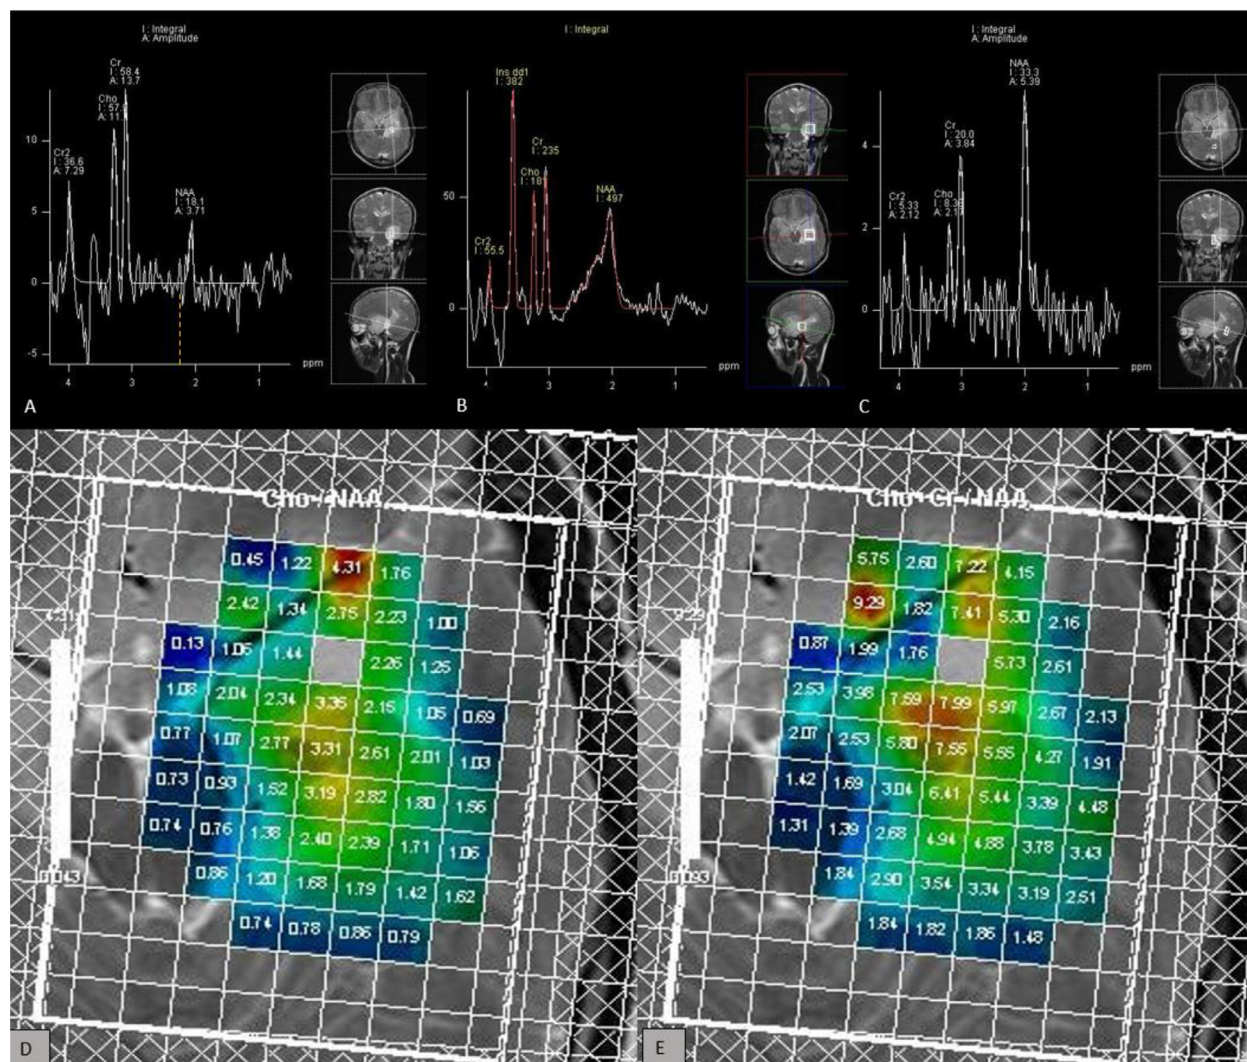 I : Integral
A: Amplitude
Cr
I : 58.4
A: 13.7
Cho
I : 57.
A: 11.
Cr2
I : 36.6
A: 7.29
NAA
I : 18.1
A: 3.71
10
5
0
-5
4
3
2
1
ppm
A
I : Integral
Ins dd1
I : 382
Cr
I : 235
Cho
I : 181
NAA
I : 497
Cr2
I : 55.5
50
0
4
3
2
1
ppm
B
I : Integral
A: Amplitude
NAA
I : 33.3
A: 5.39
Cr
I : 20.0
A: 3.84
Cho
I : 8.36
A: 2.17
Cr2
I : 5.33
A: 2.12
4
2
0
4
3
2
1
ppm
C
Cho / NAA
0.45 1.22 4.31 1.76
2.42 1.34 2.75 2.23 1.00
0.13 1.06 1.44 2.26 1.25
1.08 2.04 2.34 3.36 2.15 1.05 0.69
0.77 1.07 2.77 3.31 2.61 2.01 1.03
0.73 0.93 1.52 3.19 2.82 1.80 1.56
0.74 0.76 1.38 2.40 2.39 1.71 1.06
0.86 1.20 1.68 1.79 1.42 1.62
0.74 0.78 0.86 0.79
D
Cho+Cr / NAA
5.75 2.60 7.22 4.15
9.29 1.82 7.41 5.30 2.16
0.87 1.99 1.76 5.73 2.61
2.53 3.98 7.59 7.99 5.97 2.67 2.13
2.07 2.53 5.80 7.55 5.55 4.27 1.91
1.42 1.69 3.04 6.41 5.44 3.39 4.48
1.31 1.39 2.68 4.94 4.88 3.78 3.43
1.84 2.90 3.54 3.34 3.19 2.51
1.84 1.82 1.86 1.48
E